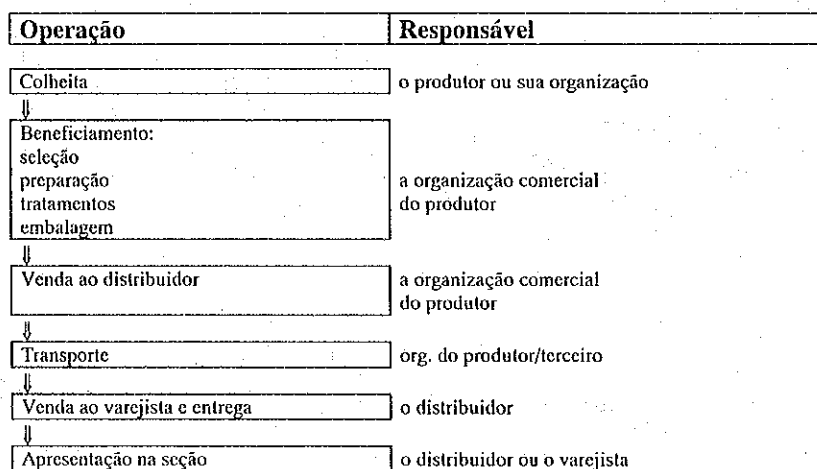 Operação Responsável
Colheita o produtor ou sua organização
⇓
Beneficiamento:
seleção
preparação a organização comercial
tratamentos do produtor
embalagem
⇓
Venda ao distribuidor a organização comercial
do produtor
⇓
Transporte org. do produtor/terceiro
⇓
Venda ao varejista e entrega o distribuidor
⇓
Apresentação na seção o distribuidor ou o varejista